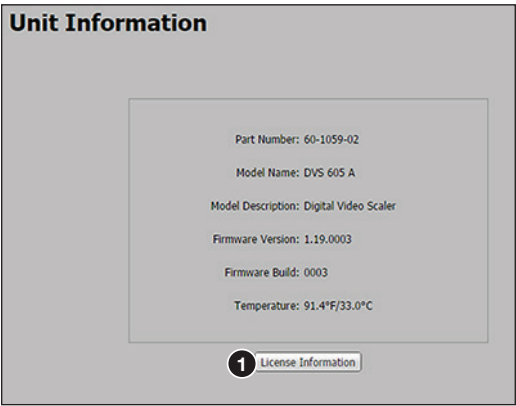 Unit Information
Part Number: 60-1059-02
Model Name: DVS 605 A
Model Description: Digital Video Scaler
Firmware Version: 1.19.0003
Firmware Build: 0003
Temperature: 91.4°F/33.0°C
1 License Information